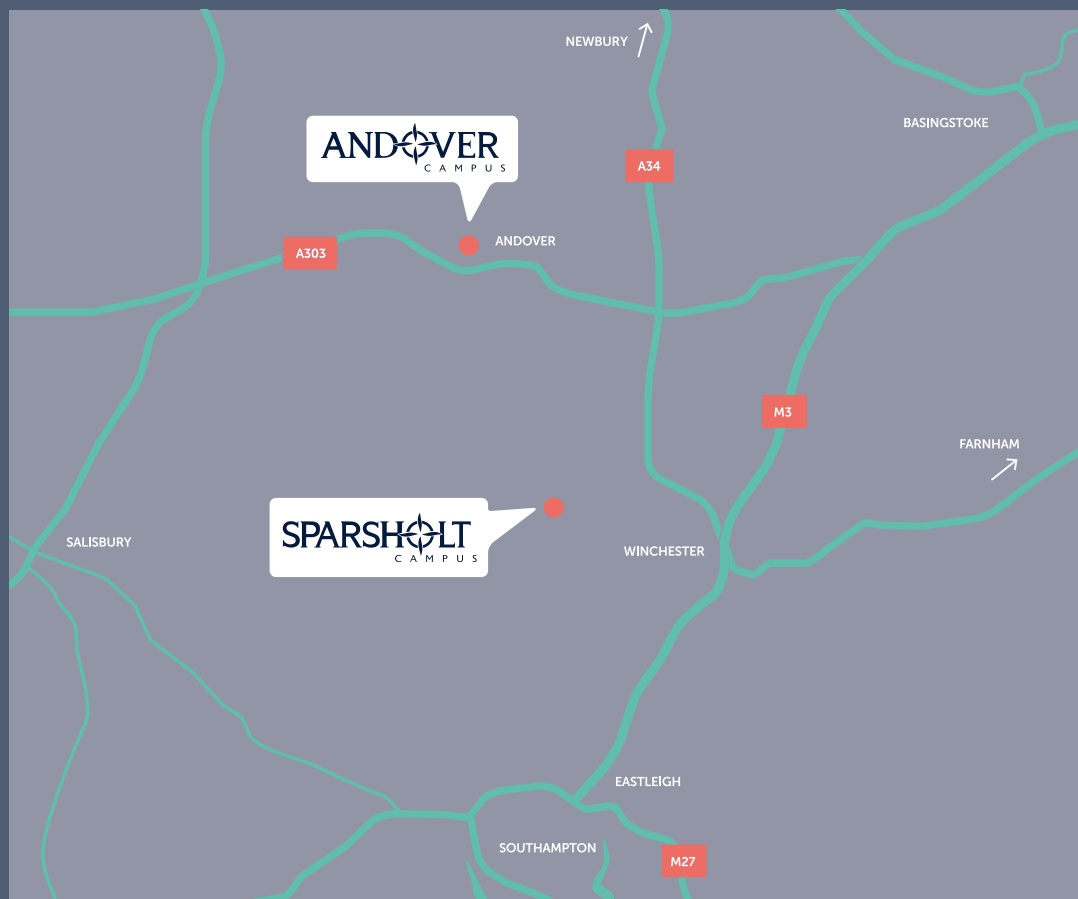 NEWBURY
BASINGSTOKE
ANDOVER
CAMPUS
A34
A303
ANDOVER
M3
FARNHAM
SPARSHOLT
CAMPUS
SALISBURY
WINCHESTER
EASTLEIGH
SOUTHAMPTON
M27